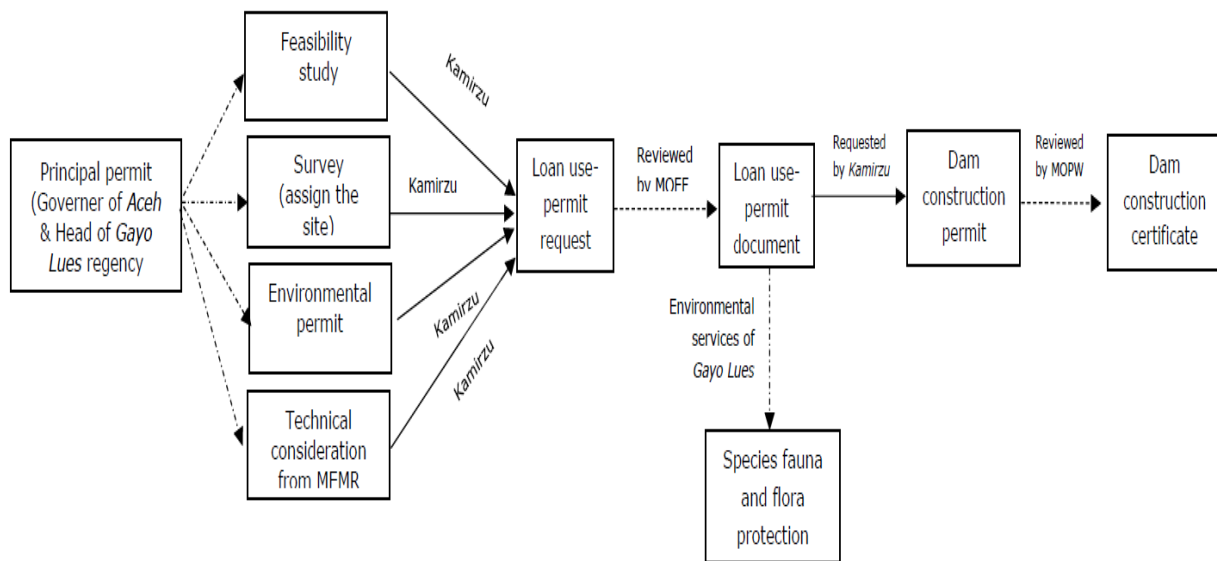 Feasibility
study
Kamirzu
Principal permit
(Governer of Aceh
& Head of Gayo
Lues regency
Survey
(assign the
site)
Kamirzu
Environmental
permit
Kamirzu
Technical
consideration
from MEMR
Kamirzu
Loan use-
permit
request
Reviewed
by MOEF
Loan use-
permit
document
Requested
by Kamirzu
Dam
construction
permit
Reviewed
by MOPW
Dam
construction
certificate
Environmental
services of
Gayo Lues
Species fauna
and flora
protection